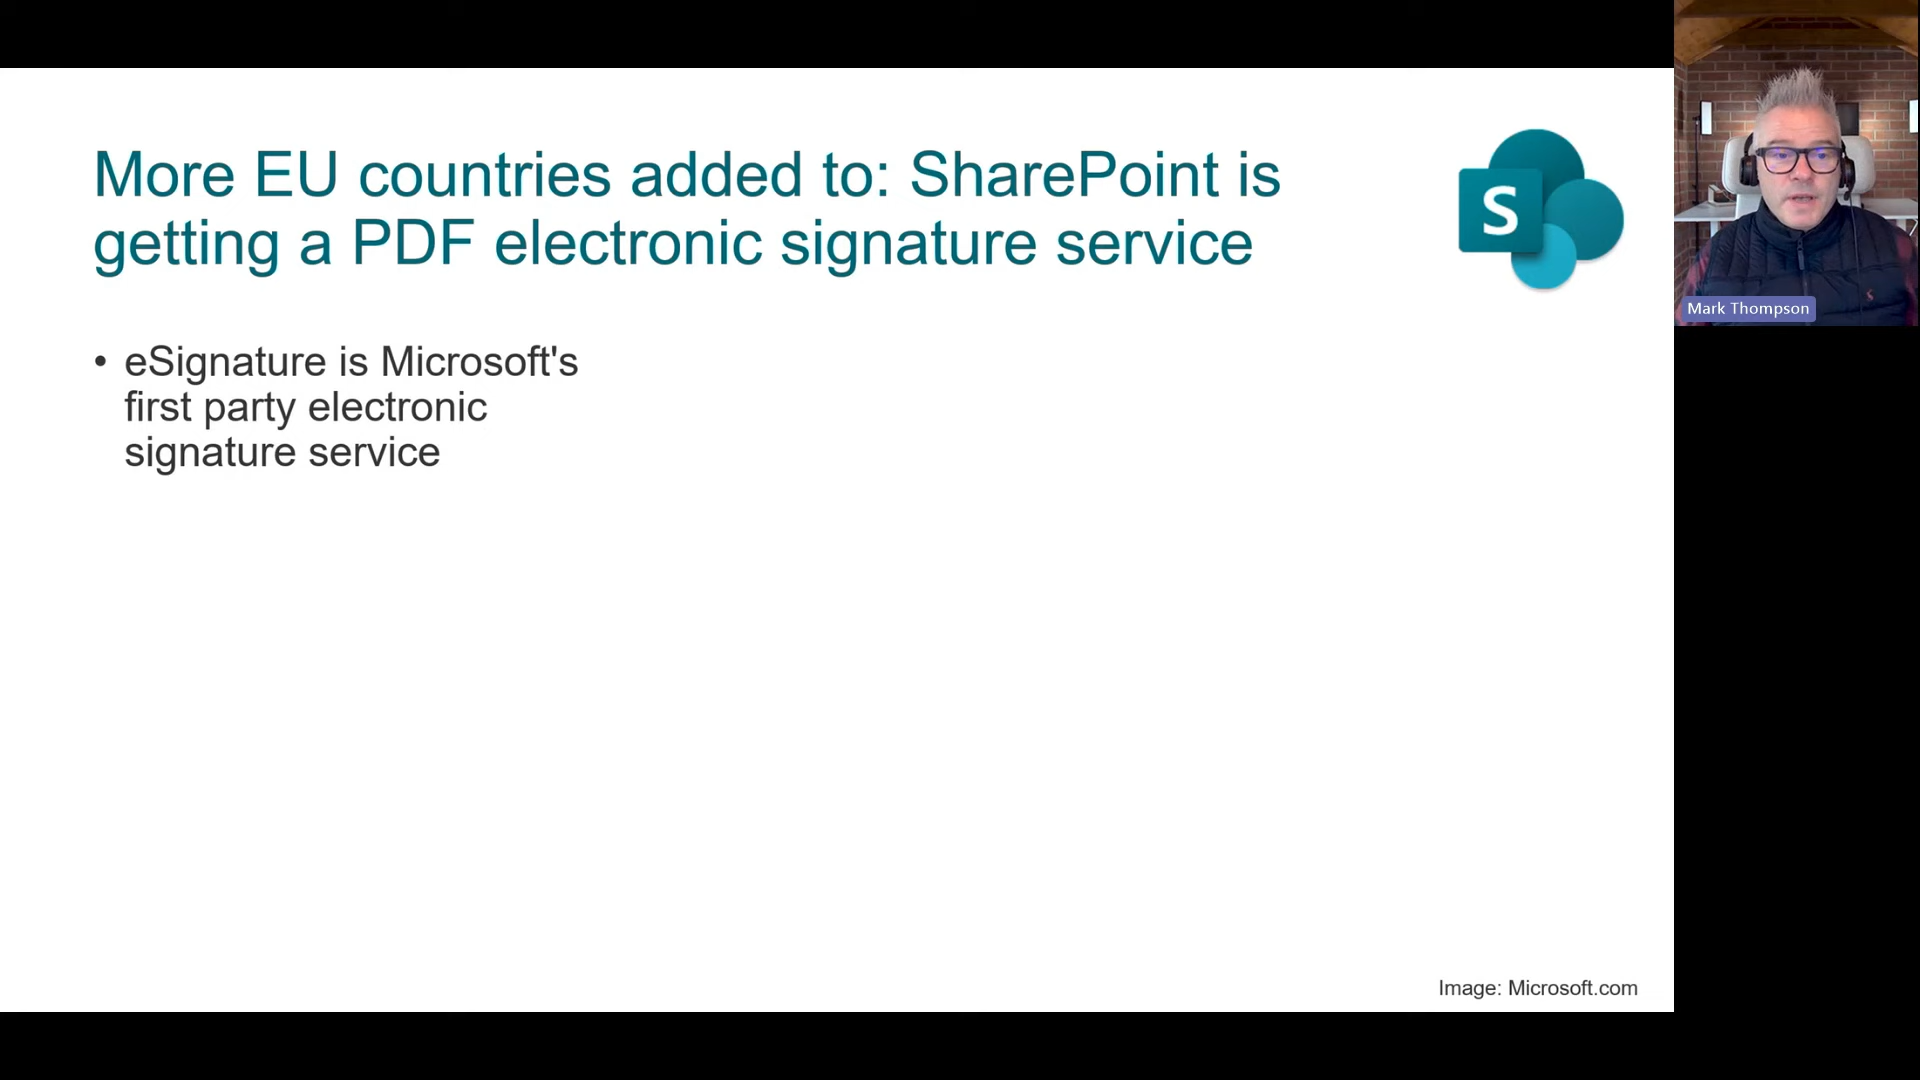 More EU countries added to: SharePoint is
getting a PDF electronic signature service
S
Mark Thompson
• eSignature is Microsoft's
first party electronic
signature service
Image: Microsoft.com